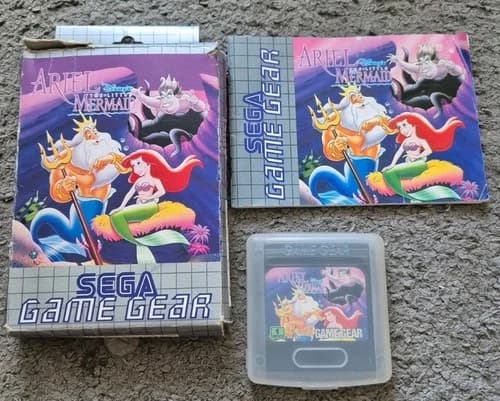 ARIEL
Disney's
THE LITTLE
MERMAID
SEGA
GAME GEAR
SEGA
GAME GEAR
ARIEL
Disney's
THE LITTLE
MERMAID
GAME GEAR
ARIEL
Disney's
MERMAID
GAME GEAR